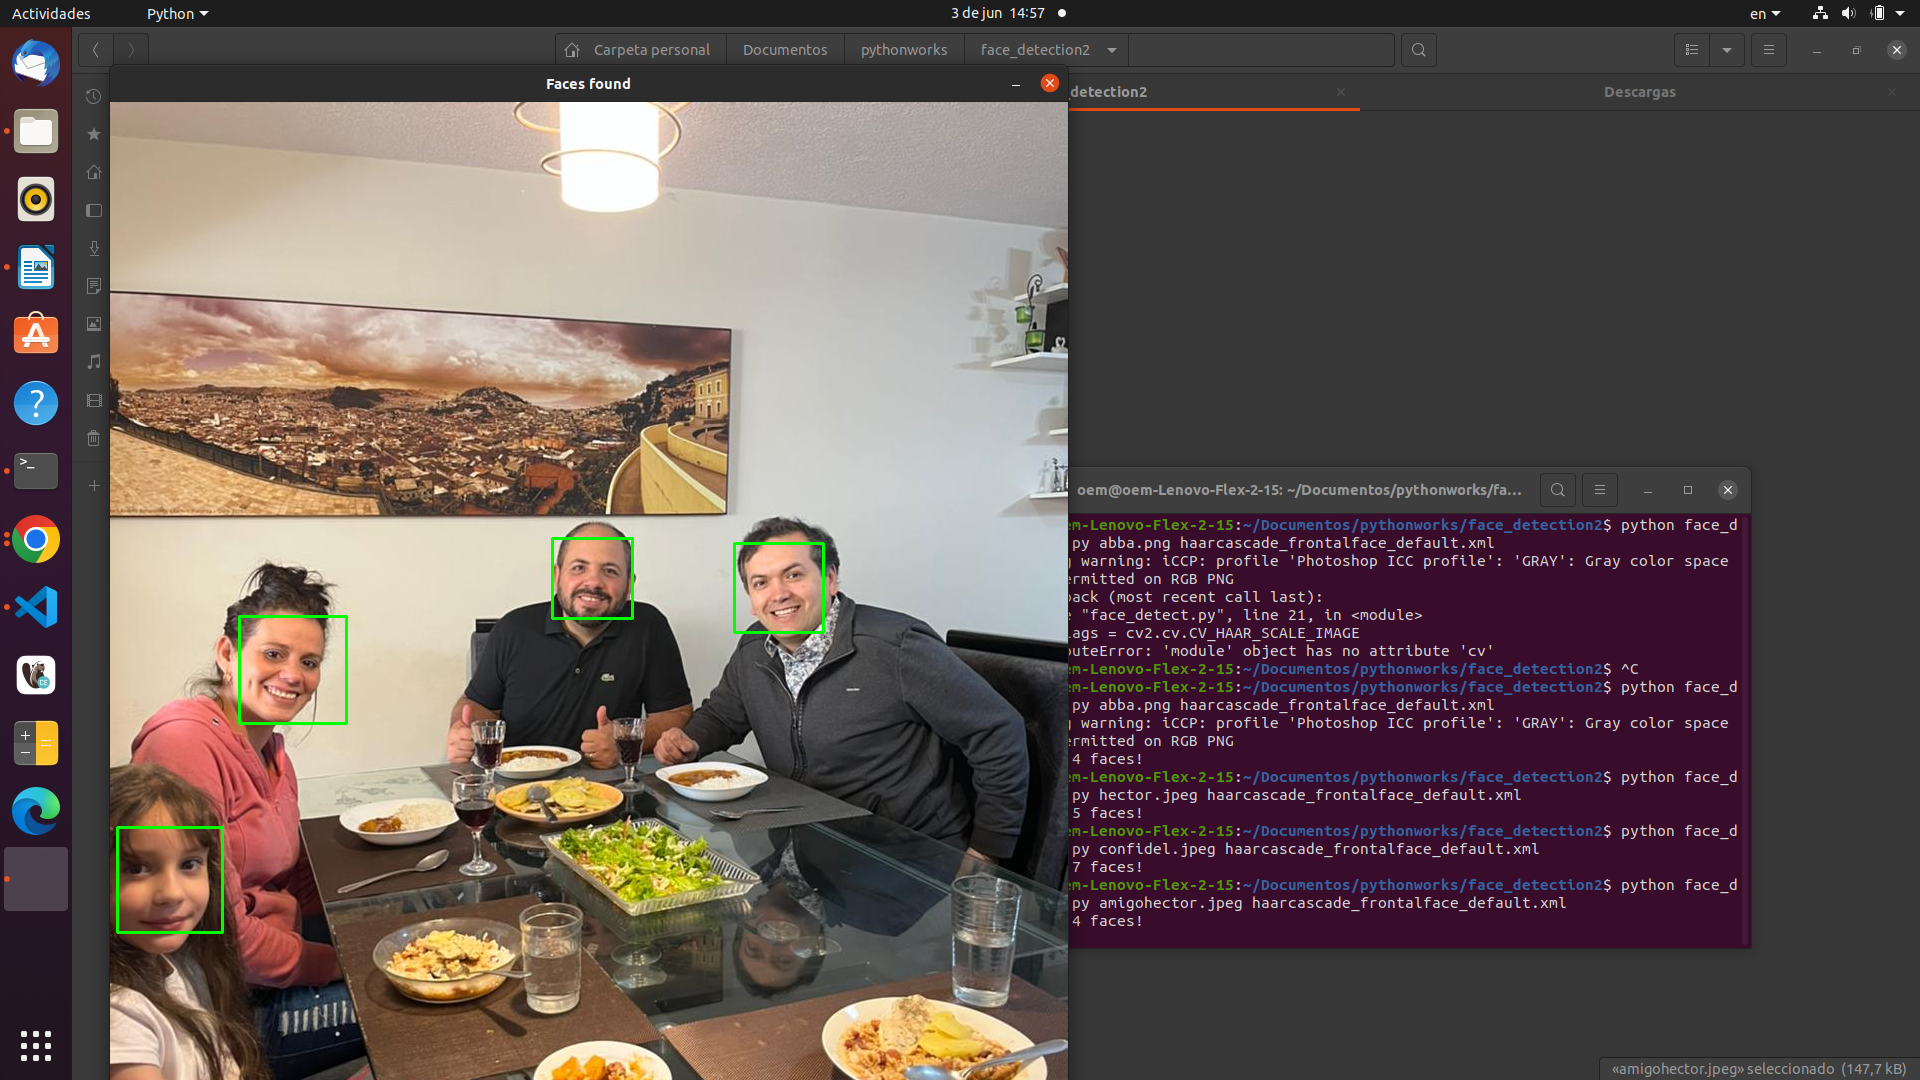 Actividades
Python
3 de jun 14:57
en
Carpeta personal
Documentos
pythonworks
face_detection2
_detection2
Descargas
Faces found
oem@oem-Lenovo-Flex-2-15: ~/Documentos/pythonworks/fa...
em-Lenovo-Flex-2-15:~/Documentos/pythonworks/face_detection2$ python face_d
py abba.png haarcascade_frontalface_default.xml
g warning: iCCP: profile 'Photoshop ICC profile': 'GRAY': Gray color space
ermitted on RGB PNG
back (most recent call last):
e "face_detect.py", line 21, in <module>
lags = cv2.cv.CV_HAAR_SCALE_IMAGE
buteError: 'module' object has no attribute 'cv'
em-Lenovo-Flex-2-15:~/Documentos/pythonworks/face_detection2$ ^C
em-Lenovo-Flex-2-15:~/Documentos/pythonworks/face_detection2$ python face_d
py abba.png haarcascade_frontalface_default.xml
g warning: iCCP: profile 'Photoshop ICC profile': 'GRAY': Gray color space
ermitted on RGB PNG
4 faces!
em-Lenovo-Flex-2-15:~/Documentos/pythonworks/face_detection2$ python face_d
py hector.jpeg haarcascade_frontalface_default.xml
5 faces!
em-Lenovo-Flex-2-15:~/Documentos/pythonworks/face_detection2$ python face_d
py confidel.jpeg haarcascade_frontalface_default.xml
7 faces!
em-Lenovo-Flex-2-15:~/Documentos/pythonworks/face_detection2$ python face_d
py amigohector.jpeg haarcascade_frontalface_default.xml
4 faces!
«amigohector.jpeg» seleccionado (147,7 kB)